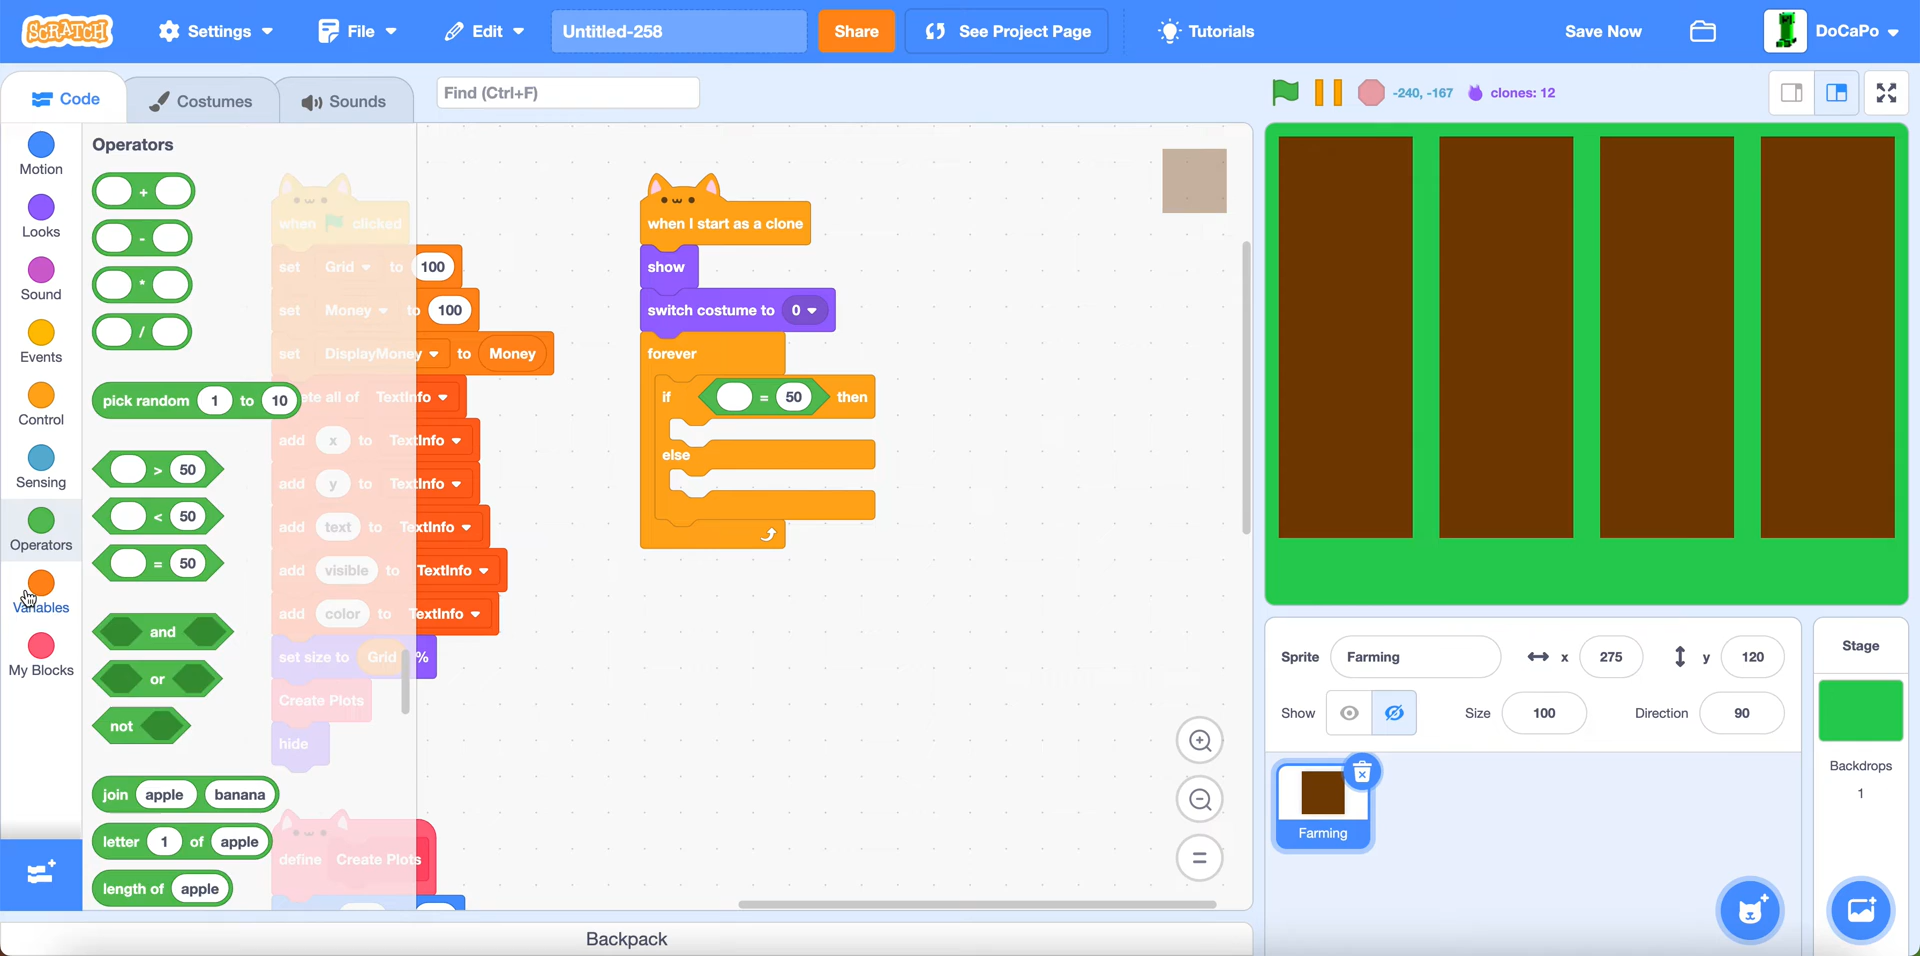 SCRATCH Settings File Edit Untitled-258 Share See Project Page Tutorials Save Now DoCaPo
Code Costumes Sounds Find (Ctrl+F) -240, -167 clones: 12
Motion
Looks
Sound
Events
Control
Sensing
Operators
Variables
My Blocks
Operators
+
-
*
/
pick random 1 to 10
> 50
< 50
= 50
and
or
not
join apple banana
letter 1 of apple
length of apple
when clicked
set Grid to 100
set Money to 100
set DisplayMoney to Money
ete all of TextInfo
add x to TextInfo
add y to TextInfo
add text to TextInfo
add visible to TextInfo
add color to TextInfo
set size to Grid %
Create Plots
hide
define Create Plots
when I start as a clone
show
switch costume to 0
forever
if = 50 then
else
Backpack
Sprite Farming x 275 y 120
Show Size 100 Direction 90
Farming
Stage
Backdrops
1